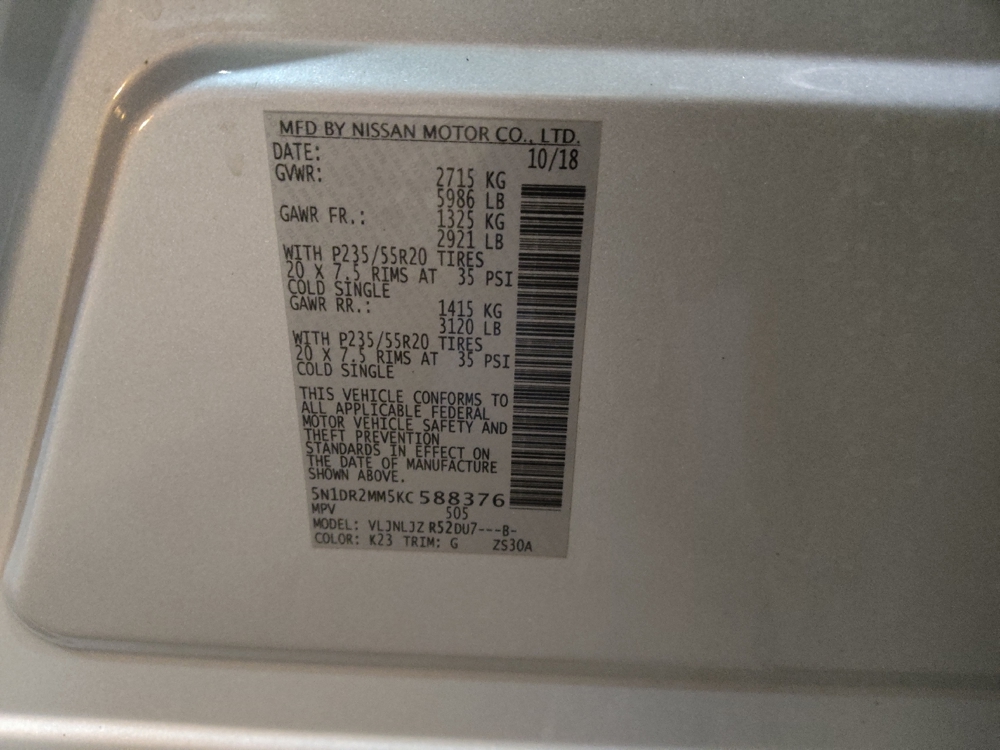 MFD BY NISSAN MOTOR CO., LTD.
DATE: 10/18
GVWR: 2715 KG
5986 LB
GAWR FR.: 1325 KG
2921 LB
WITH P235/55R20 TIRES
20 X 7.5 RIMS AT 35 PSI
COLD SINGLE
GAWR RR.: 1415 KG
3120 LB
WITH P235/55R20 TIRES
20 X 7.5 RIMS AT 35 PSI
COLD SINGLE
THIS VEHICLE CONFORMS TO
ALL APPLICABLE FEDERAL
MOTOR VEHICLE SAFETY AND
THEFT PREVENTION
STANDARDS IN EFFECT ON
THE DATE OF MANUFACTURE
SHOWN ABOVE.
5N1DR2MM5KC588376
MPV 505
MODEL: VLJNLJZ R52DU7---B-
COLOR: K23 TRIM: G ZS30A